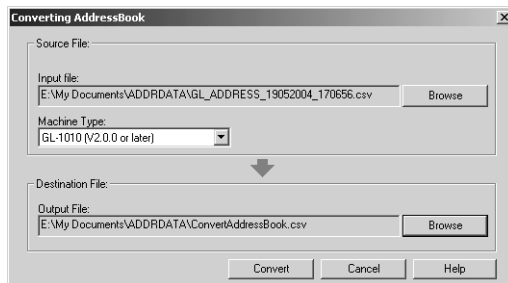 Converting AddressBook
Source File:
Input file:
E:\My Documents\ADDRDATA\GL_ADDRESS_19052004_170656.csv
Browse
Machine Type:
GL-1010 (V2.0.0 or later)
Destination File:
Output File:
E:\My Documents\ADDRDATA\ConvertAddressBook.csv
Browse
Convert
Cancel
Help